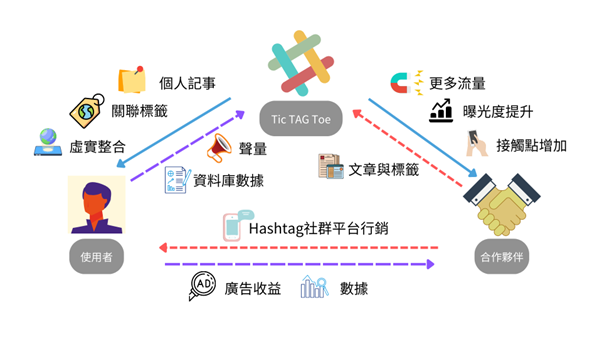 個人記事
更多流量
關聯標籤
曝光度提升
Tic TAG Toe
虛實整合
聲量
接觸點增加
文章與標籤
資料庫數據
Hashtag社群平台行銷
使用者
合作夥伴
AD
廣告收益
數據